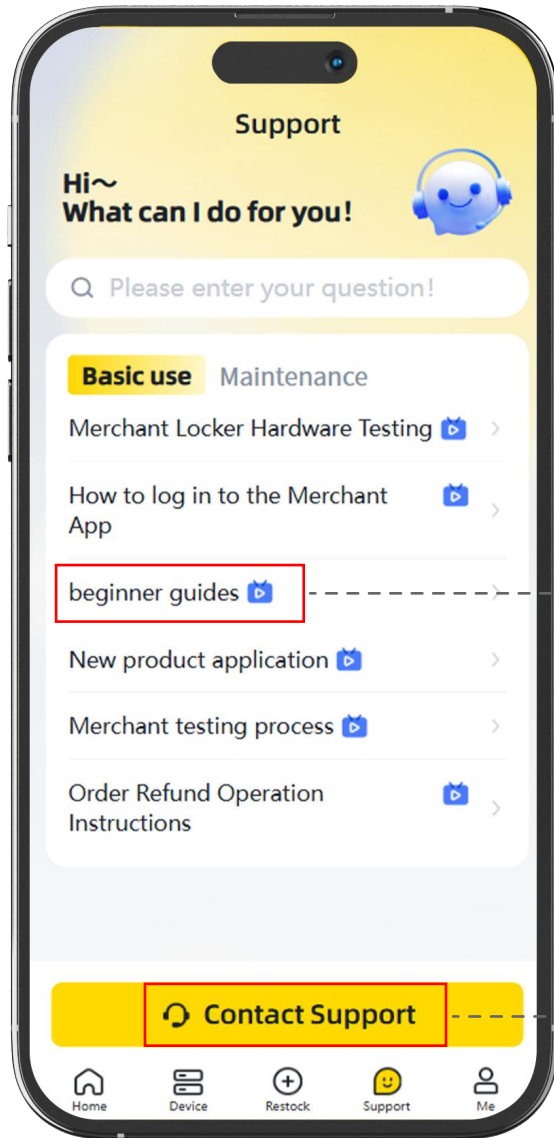 Support
Hi～
What can I do for you!
Please enter your question!
Basic use Maintenance
Merchant Locker Hardware Testing
How to log in to the Merchant
App
beginner guides
New product application
Merchant testing process
Order Refund Operation
Instructions
Contact Support
Home Device Restock Support Me